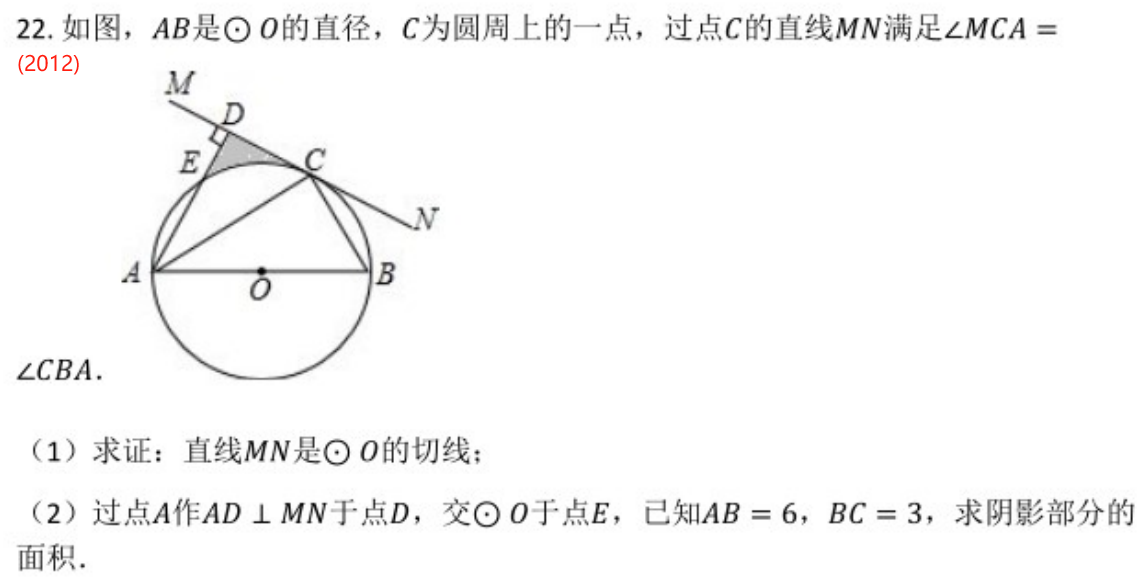 22. 如图，AB是⊙ O的直径，C为圆周上的一点，过点C的直线MN满足∠MCA =
(2012)
M
D
E
C
N
A
O
B
∠CBA.
（1）求证：直线MN是⊙ O的切线；
（2）过点A作AD ⊥ MN于点D，交⊙ O于点E，已知AB = 6，BC = 3，求阴影部分的
面积.